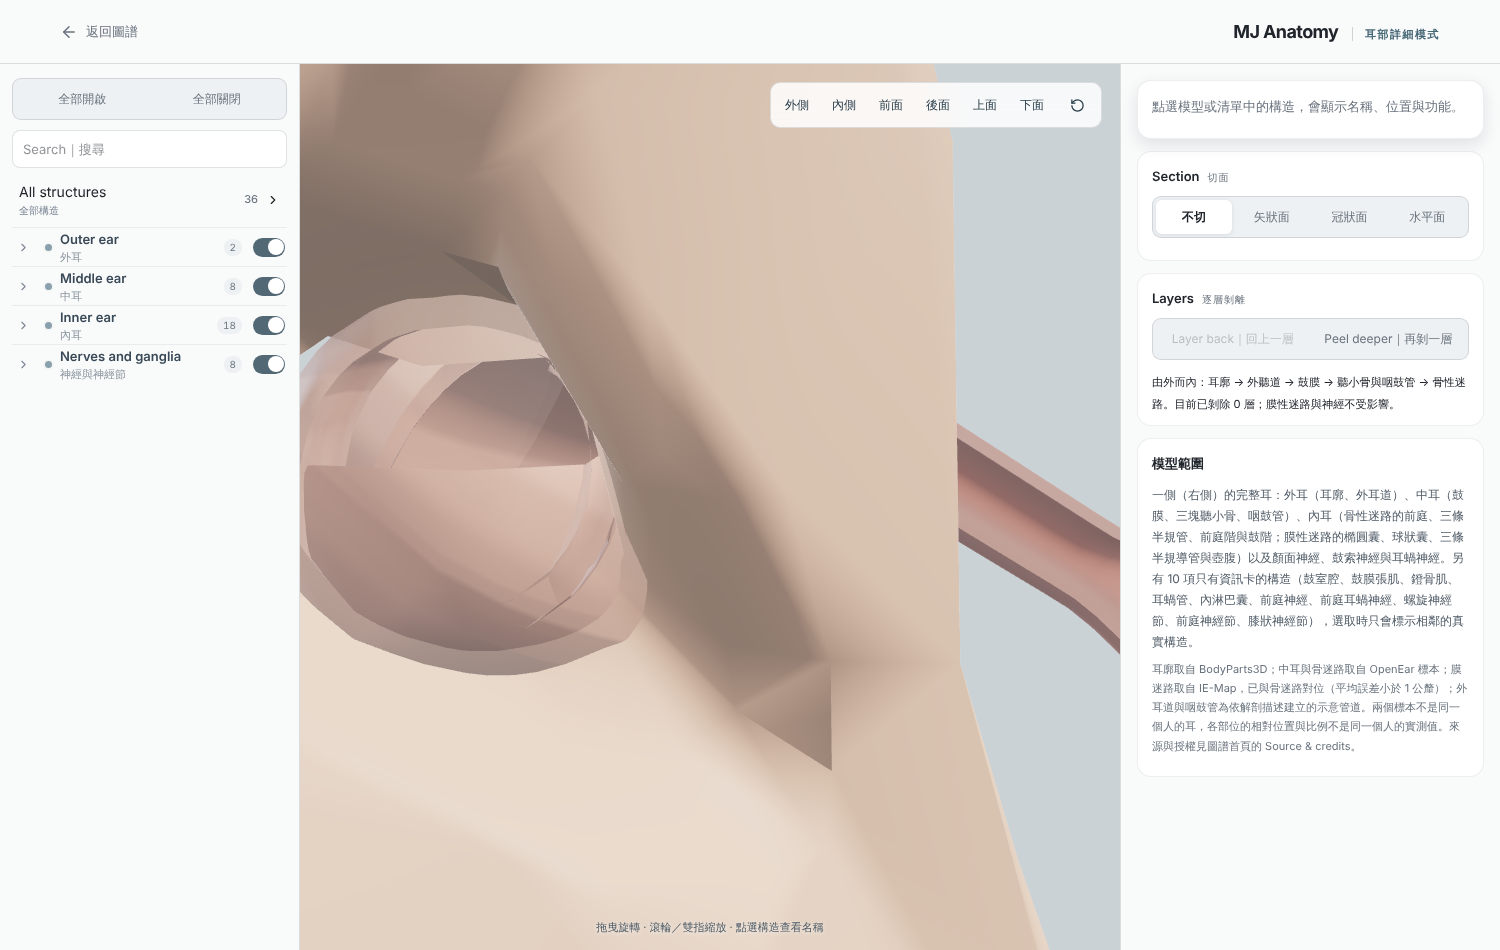 返回圖譜
MJ Anatomy
耳部詳細模式
全部開啟
全部關閉
Search｜搜尋
All structures
全部構造
36
Outer ear
外耳
2
Middle ear
中耳
8
Inner ear
內耳
18
Nerves and ganglia
神經與神經節
8
外側 內側 前面 後面 上面 下面
拖曳旋轉 · 滾輪／雙指縮放 · 點選構造查看名稱
點選模型或清單中的構造，會顯示名稱、位置與功能。
Section 切面
不切 矢狀面 冠狀面 水平面
Layers 逐層剝離
Layer back｜回上一層 Peel deeper｜再剝一層
由外而內：耳廓 → 外聽道 → 鼓膜 → 聽小骨與咽鼓管 → 骨性迷
路。目前已剝除 0 層；膜性迷路與神經不受影響。
模型範圍
一側（右側）的完整耳：外耳（耳廓、外耳道）、中耳（鼓
膜、三塊聽小骨、咽鼓管）、內耳（骨性迷路的前庭、三條
半規管、前庭階與鼓階；膜性迷路的橢圓囊、球狀囊、三條
半規導管與壺腹）以及顏面神經、鼓索神經與耳蝸神經。另
有 10 項只有資訊卡的構造（鼓室腔、鼓膜張肌、鐙骨肌、
耳蝸管、內淋巴囊、前庭神經、前庭耳蝸神經、螺旋神經
節、前庭神經節、膝狀神經節），選取時只會標示相鄰的真
實構造。
耳廓取自 BodyParts3D；中耳與骨迷路取自 OpenEar 標本；膜
迷路取自 IE-Map，已與骨迷路對位（平均誤差小於 1 公釐）；外
耳道與咽鼓管為依解剖描述建立的示意管道。兩個標本不是同一
個人的耳，各部位的相對位置與比例不是同一個人的實測值。來
源與授權見圖譜首頁的 Source & credits。